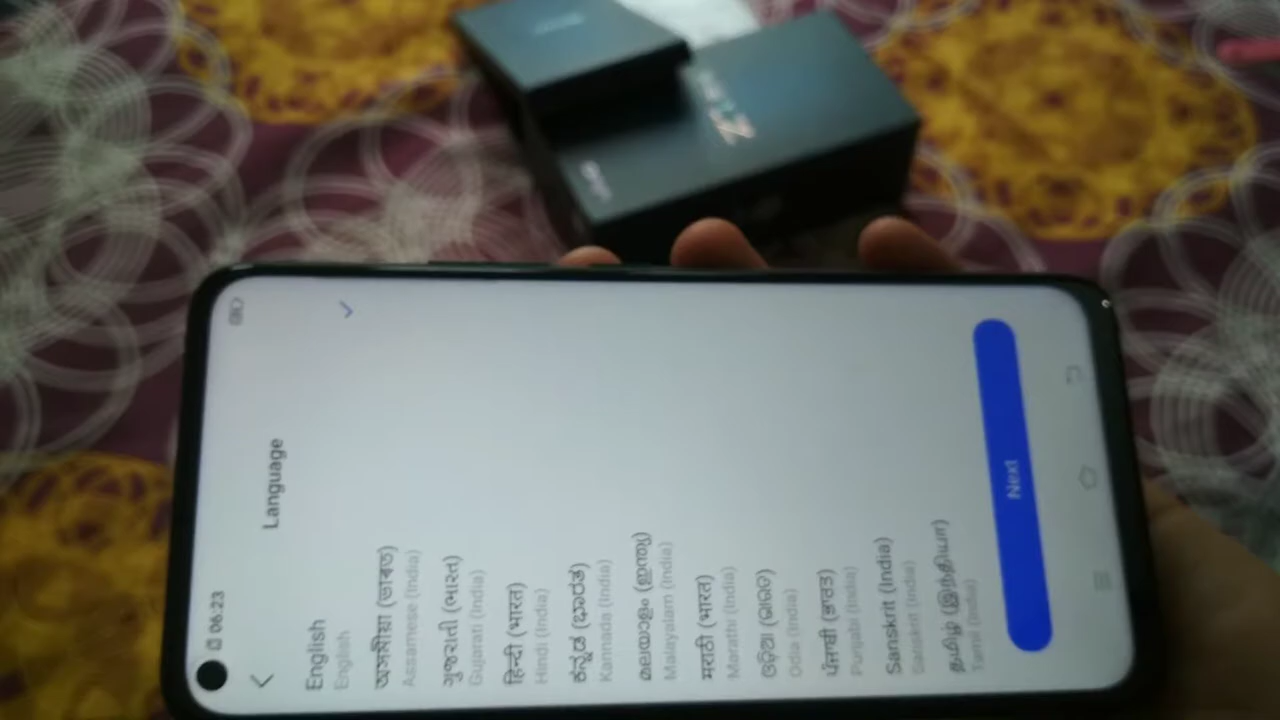 06:23
Language
English
English
অসমীয়া (ভাৰত)
Assamese (India)
ગુજરાતી (ભારત)
Gujarati (India)
हिन्दी (भारत)
Hindi (India)
ಕನ್ನಡ (ಭಾರತ)
Kannada (India)
മലയാളം (ഇന്ത്യ)
Malayalam (India)
मराठी (भारत)
Marathi (India)
ଓଡ଼ିଆ (ଭାରତ)
Odia (India)
ਪੰਜਾਬੀ (ਭਾਰਤ)
Punjabi (India)
Sanskrit (India)
Sanskrit (India)
தமிழ் (இந்தியா)
Tamil (India)
Next